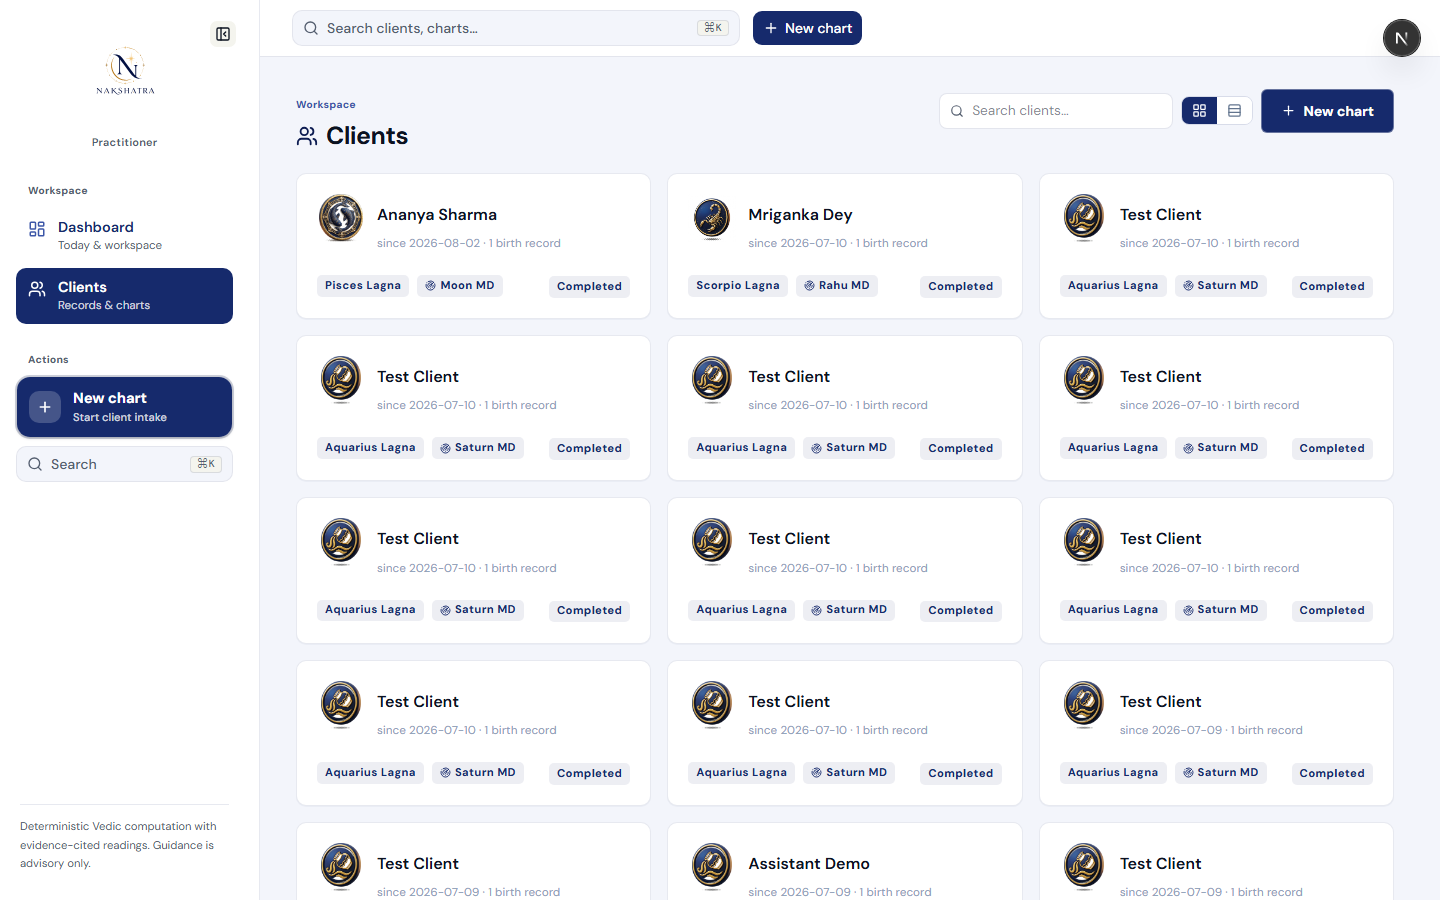 NAKSHATRA
Practitioner
Workspace
Dashboard
Today & workspace
Clients
Records & charts
Actions
New chart
Start client intake
Search ⌘K
Deterministic Vedic computation with
evidence-cited readings. Guidance is
advisory only.
Search clients, charts... ⌘K
New chart
N
Workspace
Clients
Search clients...
New chart
Ananya Sharma
since 2026-08-02 · 1 birth record
Pisces Lagna Moon MD Completed
Mriganka Dey
since 2026-07-10 · 1 birth record
Scorpio Lagna Rahu MD Completed
Test Client
since 2026-07-10 · 1 birth record
Aquarius Lagna Saturn MD Completed
Test Client
since 2026-07-10 · 1 birth record
Aquarius Lagna Saturn MD Completed
Test Client
since 2026-07-10 · 1 birth record
Aquarius Lagna Saturn MD Completed
Test Client
since 2026-07-10 · 1 birth record
Aquarius Lagna Saturn MD Completed
Test Client
since 2026-07-10 · 1 birth record
Aquarius Lagna Saturn MD Completed
Test Client
since 2026-07-10 · 1 birth record
Aquarius Lagna Saturn MD Completed
Test Client
since 2026-07-10 · 1 birth record
Aquarius Lagna Saturn MD Completed
Test Client
since 2026-07-10 · 1 birth record
Aquarius Lagna Saturn MD Completed
Test Client
since 2026-07-10 · 1 birth record
Aquarius Lagna Saturn MD Completed
Test Client
since 2026-07-09 · 1 birth record
Aquarius Lagna Saturn MD Completed
Test Client
since 2026-07-09 · 1 birth record
Assistant Demo
since 2026-07-09 · 1 birth record
Test Client
since 2026-07-09 · 1 birth record